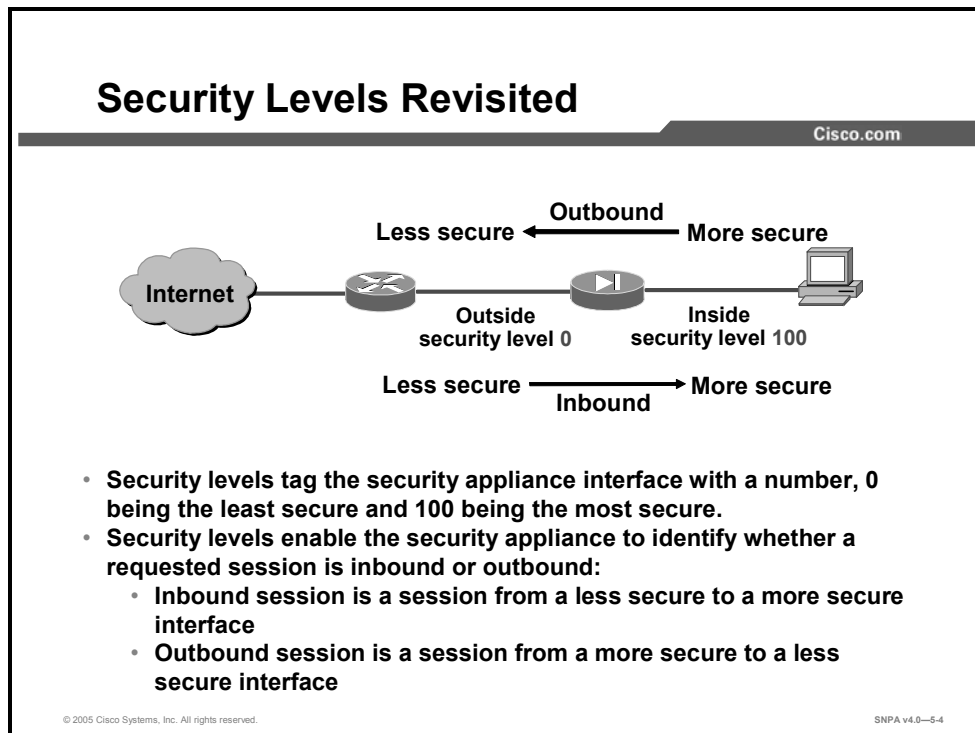 Security Levels Revisited
Cisco.com
Outbound
Less secure
More secure
Internet
Outside
security level 0
Inside
security level 100
Less secure
More secure
Inbound
• Security levels tag the security appliance interface with a number, 0
being the least secure and 100 being the most secure.
• Security levels enable the security appliance to identify whether a
requested session is inbound or outbound:
• Inbound session is a session from a less secure to a more secure
interface
• Outbound session is a session from a more secure to a less
secure interface
© 2005 Cisco Systems, Inc. All rights reserved.
SNPA v4.0—5-4